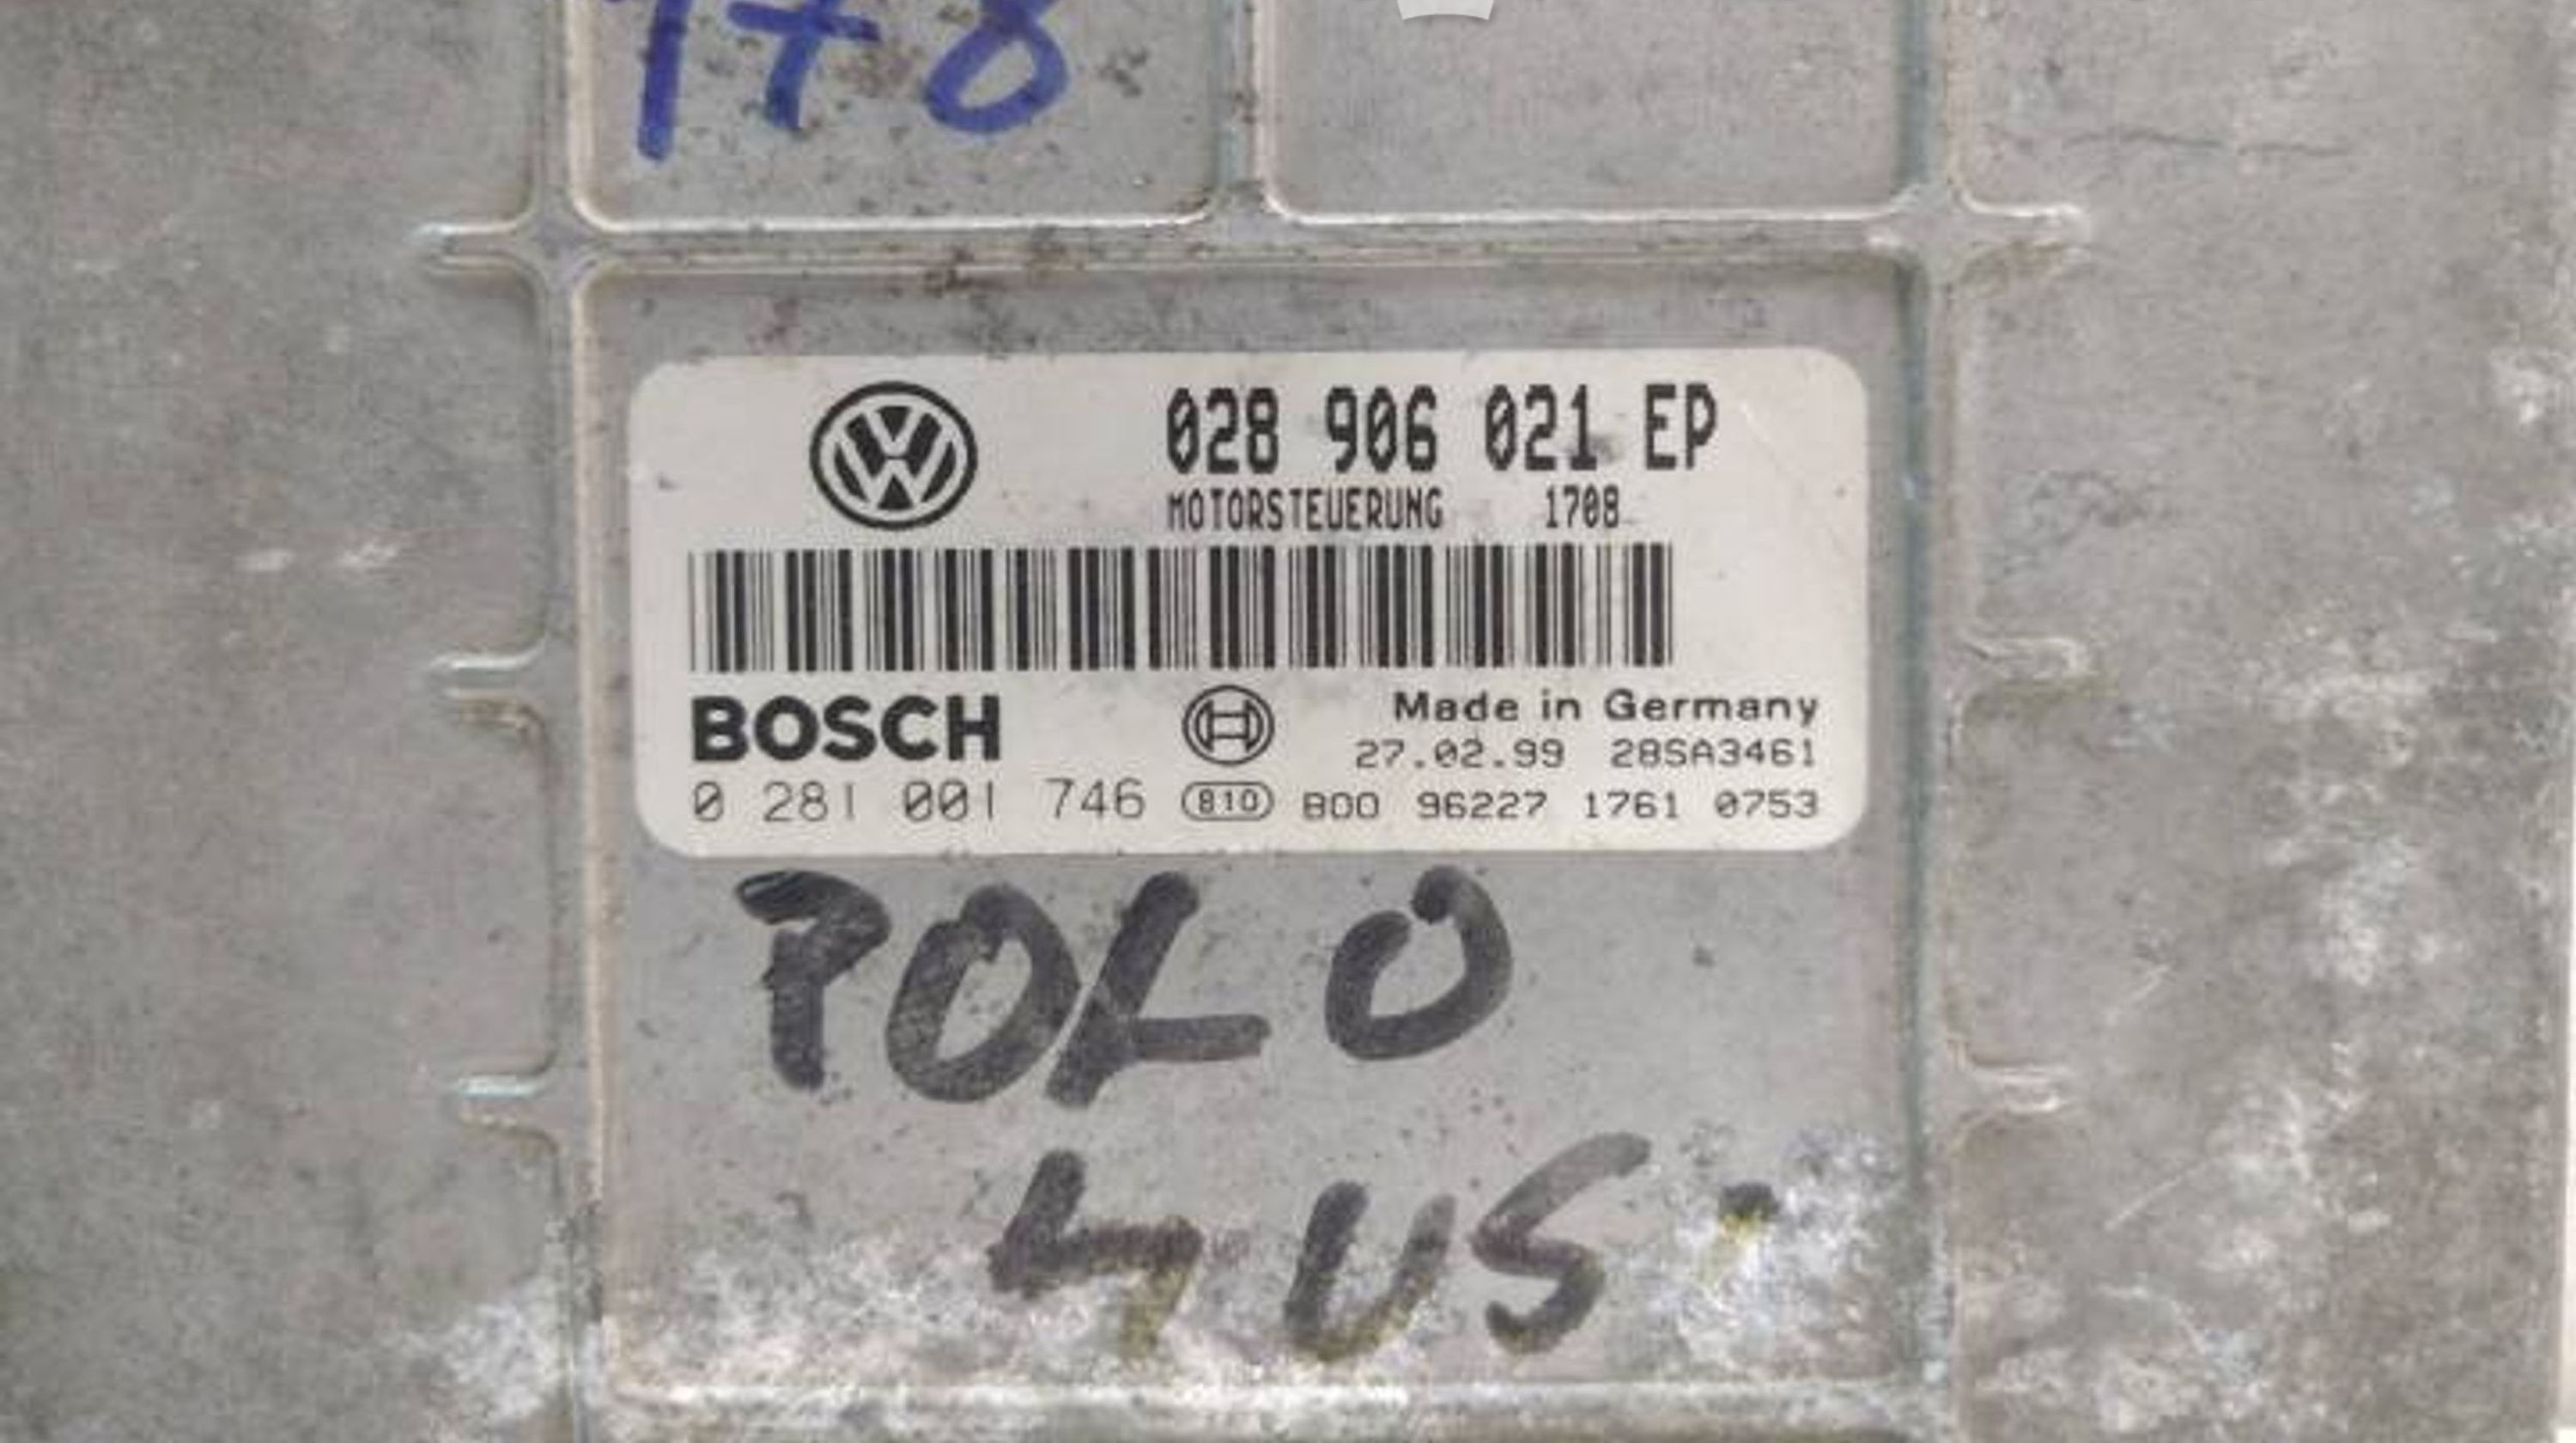 178
028 906 021 EP
MOTORSTEUERUNG 1708
BOSCH
Made in Germany
27.02.99 28SA3461
0 281 001 746 810 B00 96227 1761 0753
POLO
4US